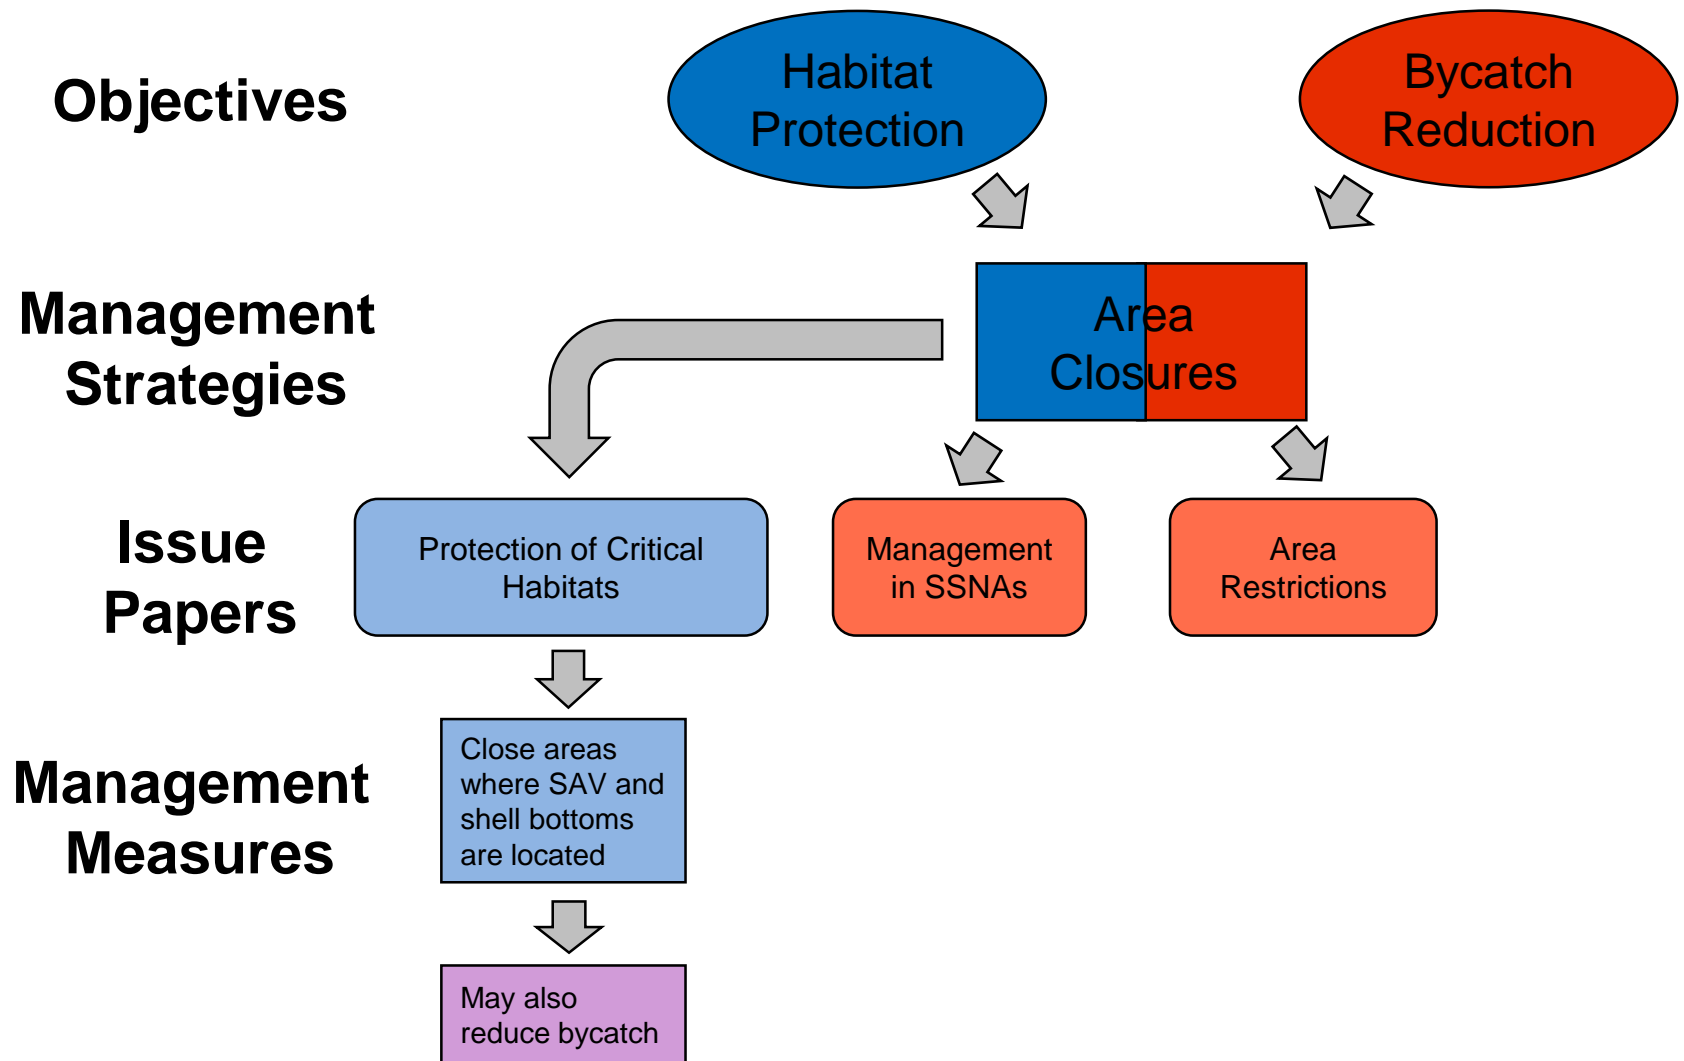 Objectives
Habitat
Protection
Bycatch
Reduction
Management
Strategies
Area
Closures
Issue
Papers
Protection of Critical
Habitats
Management
in SSNAs
Area
Restrictions
Management
Measures
Close areas
where SAV and
shell bottoms
are located
May also
reduce bycatch